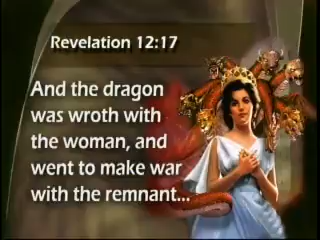 Revelation 12:17
And the dragon
was wroth with
the woman, and
went to make war
with the remnant...